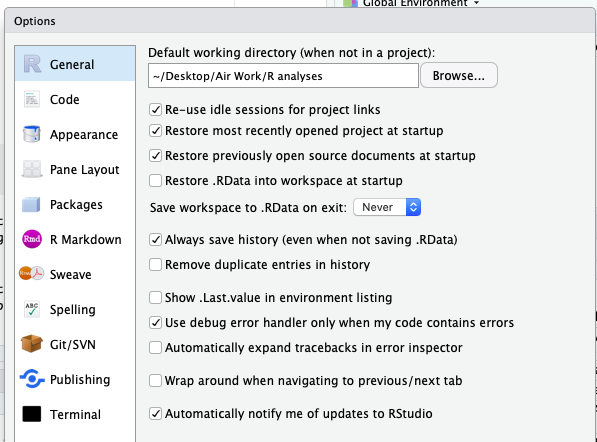 Global Environment
Options
General
Code
Appearance
Pane Layout
Packages
R Markdown
Sweave
Spelling
Git/SVN
Publishing
Terminal
Default working directory (when not in a project):
~/Desktop/Air Work/R analyses
Browse...
Re-use idle sessions for project links
Restore most recently opened project at startup
Restore previously open source documents at startup
Restore .RData into workspace at startup
Save workspace to .RData on exit: Never
Always save history (even when not saving .RData)
Remove duplicate entries in history
Show .Last.value in environment listing
Use debug error handler only when my code contains errors
Automatically expand tracebacks in error inspector
Wrap around when navigating to previous/next tab
Automatically notify me of updates to RStudio